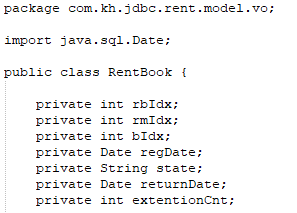 package com.kh.jdbc.rent.model.vo;
import java.sql.Date;
public class RentBook {
private int rbIdx;
private int rmIdx;
private int bIdx;
private Date regDate;
private String state;
private Date returnDate;
private int extentionCnt;